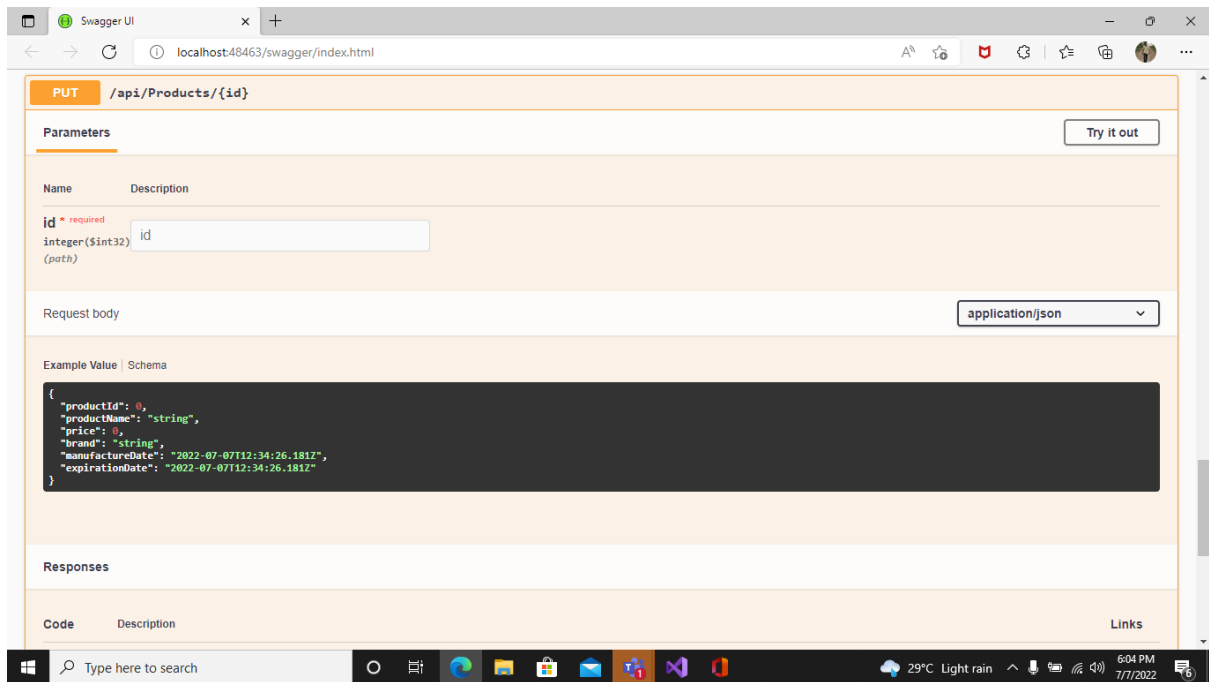 Swagger UI
localhost:48463/swagger/index.html
PUT /api/Products/{id}
Parameters
Try it out
Name Description
id * required
integer($int32)
(path)
id
Request body
application/json
Example Value | Schema
{
  "productId": 0,
  "productName": "string",
  "price": 0,
  "brand": "string",
  "manufactureDate": "2022-07-07T12:34:26.181Z",
  "expirationDate": "2022-07-07T12:34:26.181Z"
}
Responses
Code Description Links
Type here to search
29°C Light rain
6:04 PM
7/7/2022
6